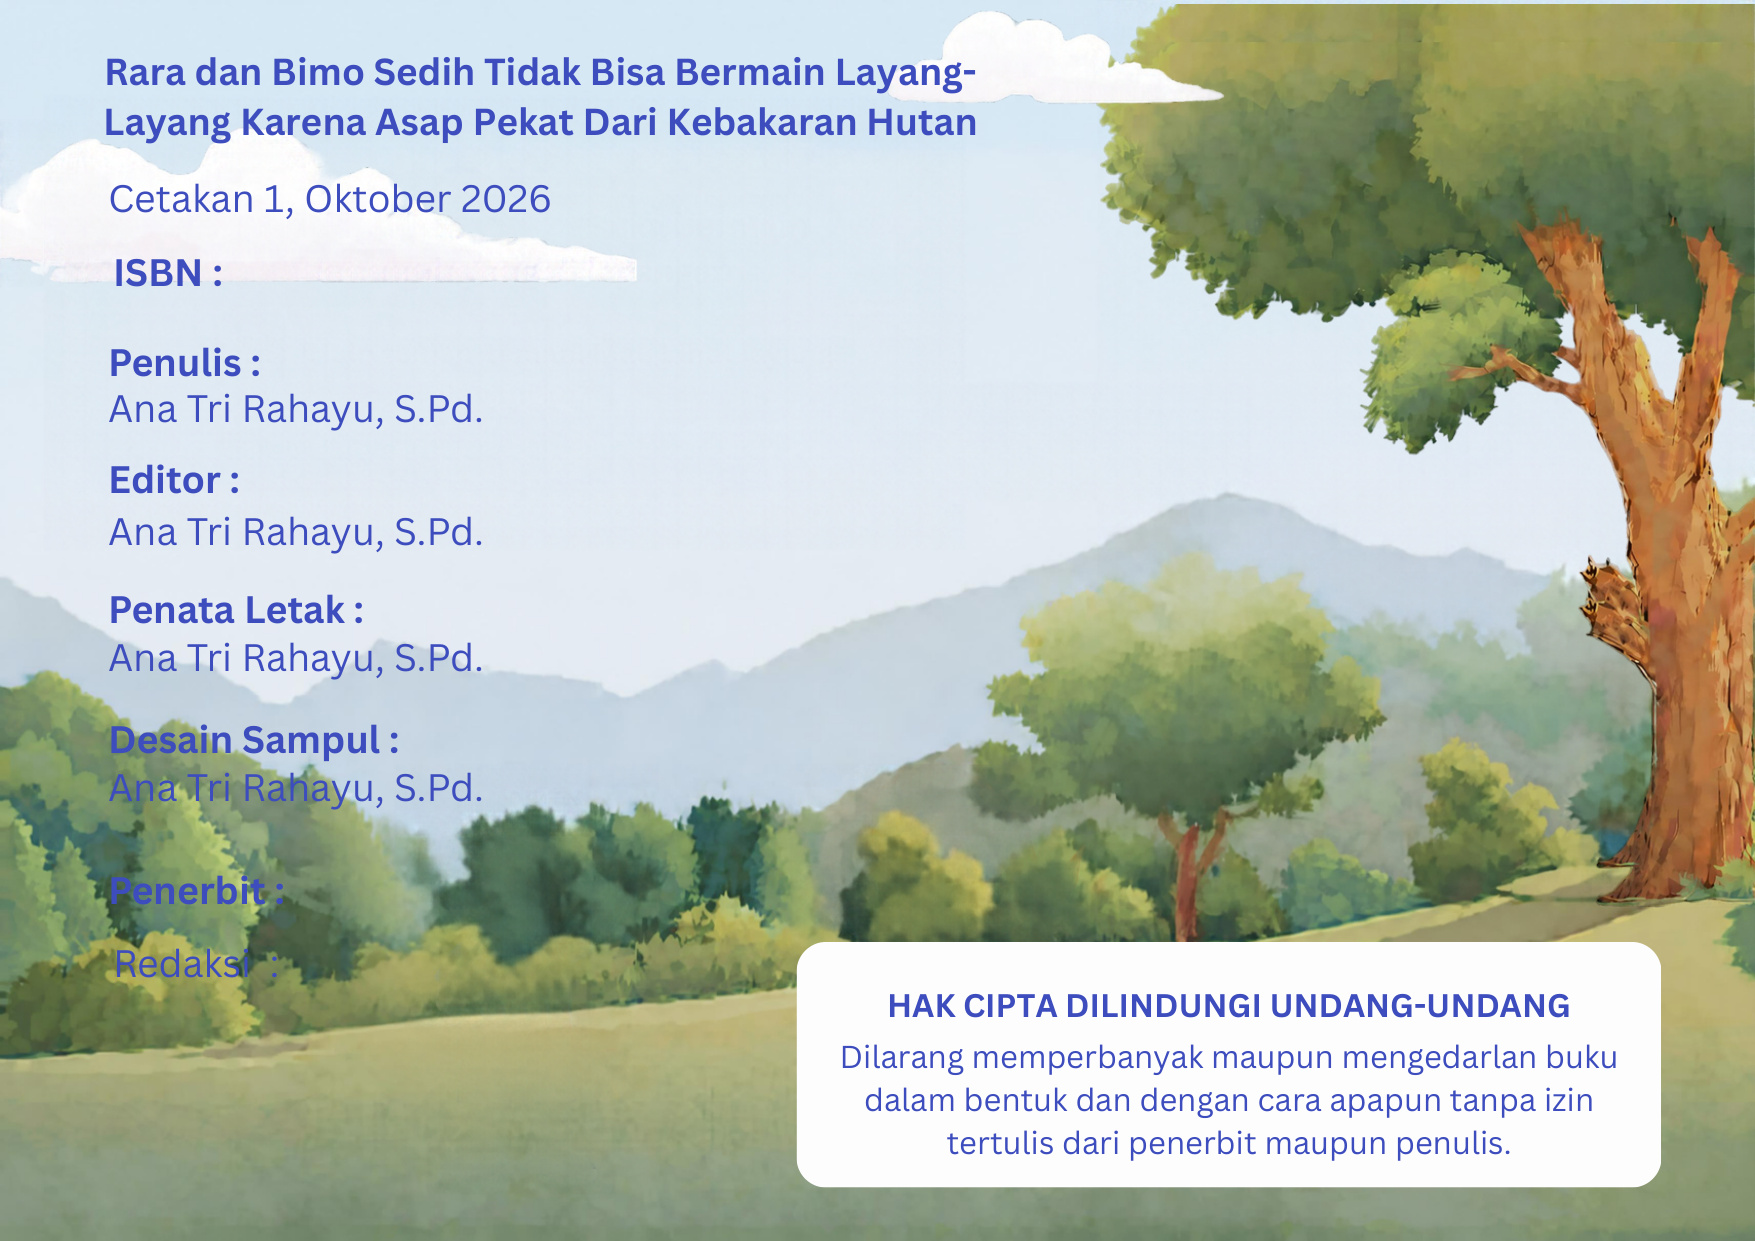 Rara dan Bimo Sedih Tidak Bisa Bermain Layang-
Layang Karena Asap Pekat Dari Kebakaran Hutan
Cetakan 1, Oktober 2026
ISBN :
Penulis :
Ana Tri Rahayu, S.Pd.
Editor :
Ana Tri Rahayu, S.Pd.
Penata Letak :
Ana Tri Rahayu, S.Pd.
Desain Sampul :
Ana Tri Rahayu, S.Pd.
Penerbit :
Redaksi :
HAK CIPTA DILINDUNGI UNDANG-UNDANG
Dilarang memperbanyak maupun mengedarlan buku
dalam bentuk dan dengan cara apapun tanpa izin
tertulis dari penerbit maupun penulis.